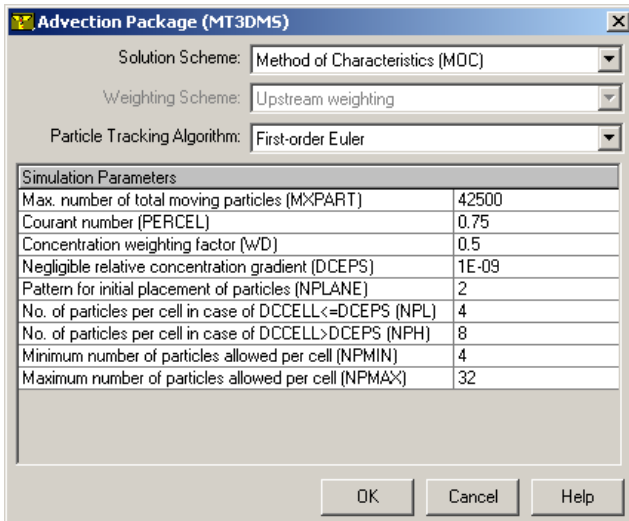 Advection Package (MT3DMS)
Solution Scheme: Method of Characteristics (MOC)
Weighting Scheme: Upstream weighting
Particle Tracking Algorithm: First-order Euler
Simulation Parameters
Max. number of total moving particles (MXPART) 42500
Courant number (PERCEL) 0.75
Concentration weighting factor (WD) 0.5
Negligible relative concentration gradient (DCEPS) 1E-09
Pattern for initial placement of particles (NPLANE) 2
No. of particles per cell in case of DCCELL<=DCEPS (NPL) 4
No. of particles per cell in case of DCCELL>DCEPS (NPH) 8
Minimum number of particles allowed per cell (NPMIN) 4
Maximum number of particles allowed per cell (NPMAX) 32
OK Cancel Help